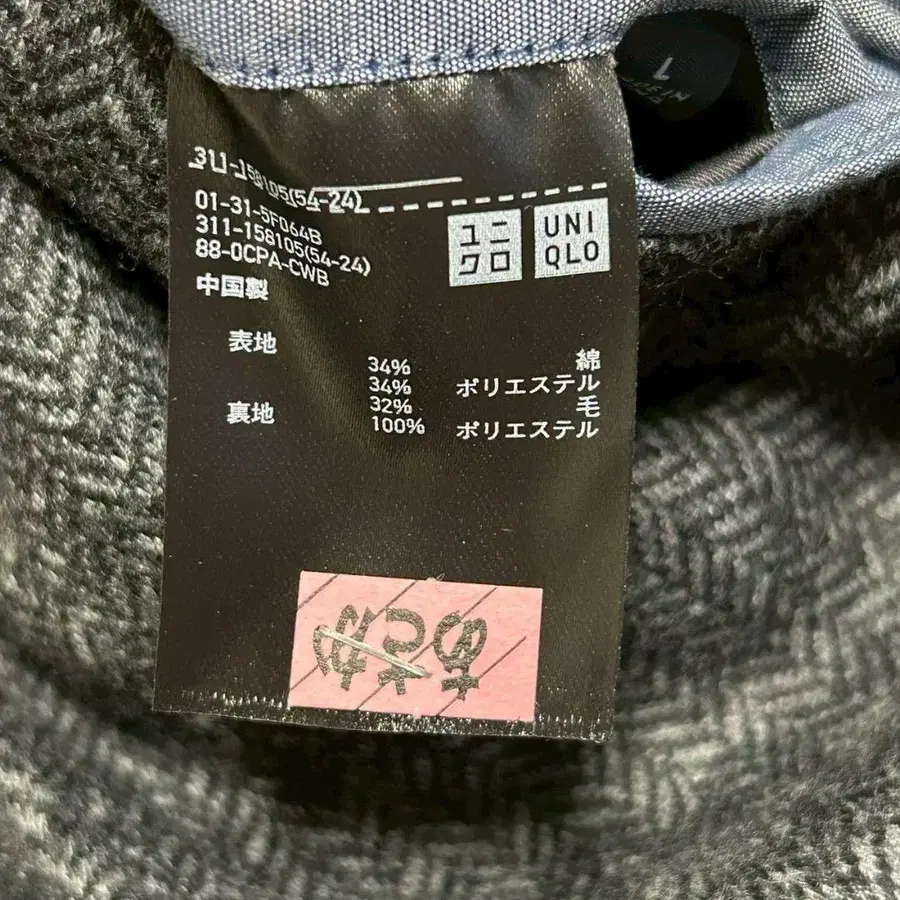 311-158105(54-24)
01-31-5F064B
311-158105(54-24)
88-0CPA-CWB
中国製
ユニ
クロ
UNI
QLO
表地 34% 綿
34% ポリエステル
32% 毛
裏地 100% ポリエステル